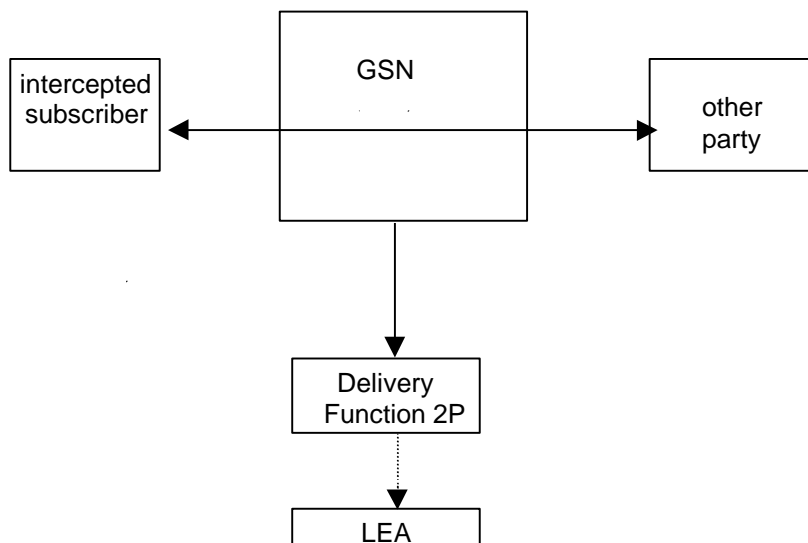 GSN
intercepted
subscriber
other
party
Delivery
Function 2P
LEA